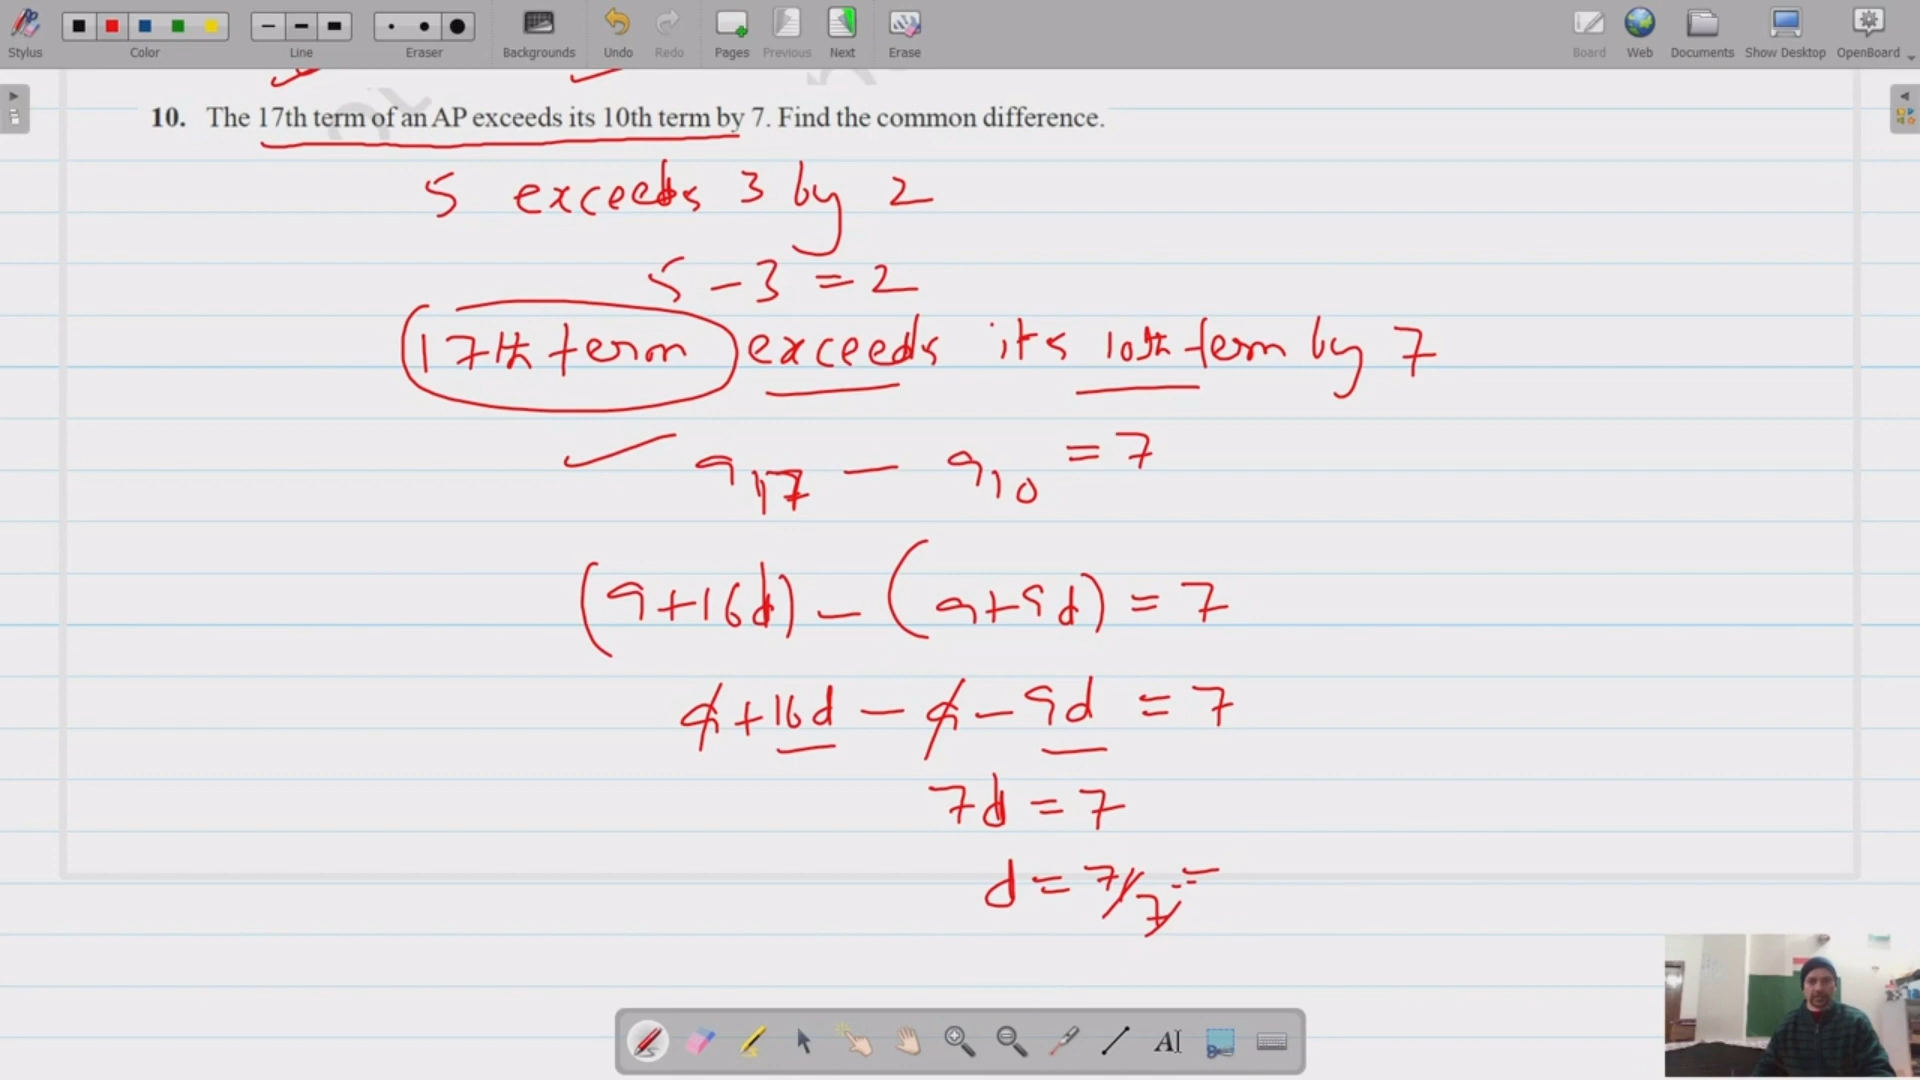 Stylus Color Line Eraser Backgrounds Undo Redo Pages Previous Next Erase Board Web Documents Show Desktop OpenBoard
10. The 17th term of an AP exceeds its 10th term by 7. Find the common difference.
5 exceeds 3 by 2
5 - 3 = 2
17th term exceeds its 10th term by 7
a17 - a10 = 7
(a+16d) - (a+9d) = 7
a+16d - a - 9d = 7
7d = 7
d = 7/7 =
AI